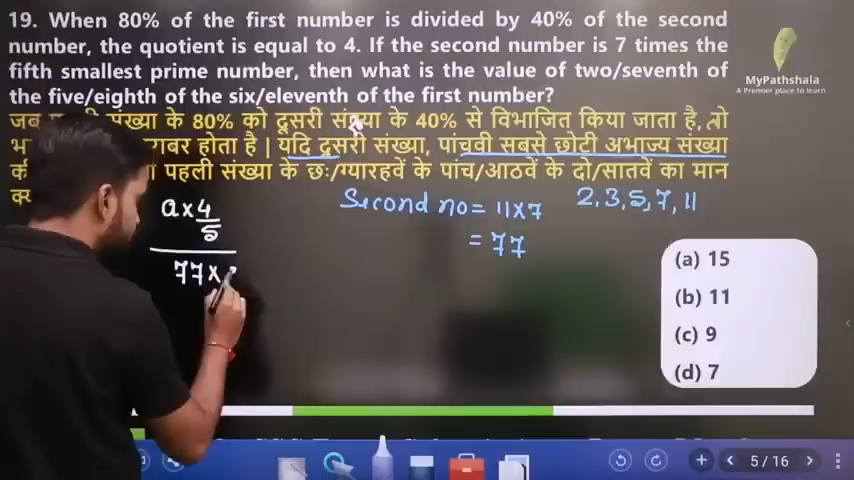 19. When 80% of the first number is divided by 40% of the second
number, the quotient is equal to 4. If the second number is 7 times the
fifth smallest prime number, then what is the value of two/seventh of
the five/eighth of the six/eleventh of the first number?
MyPathshala
A Premier place to learn
जब संख्या के 80% को दूसरी संख्या के 40% से विभाजित किया जाता है, तो
बराबर होता है | यदि दूसरी संख्या, पांचवी सबसे छोटी अभाज्य संख्या
पहली संख्या के छः/ग्यारहवें के पांच/आठवें के दो/सातवें का मान
a × 4/5
77 ×
Second no = 11 × 7
= 77
2, 3, 5, 7, 11
(a) 15
(b) 11
(c) 9
(d) 7
5 / 16